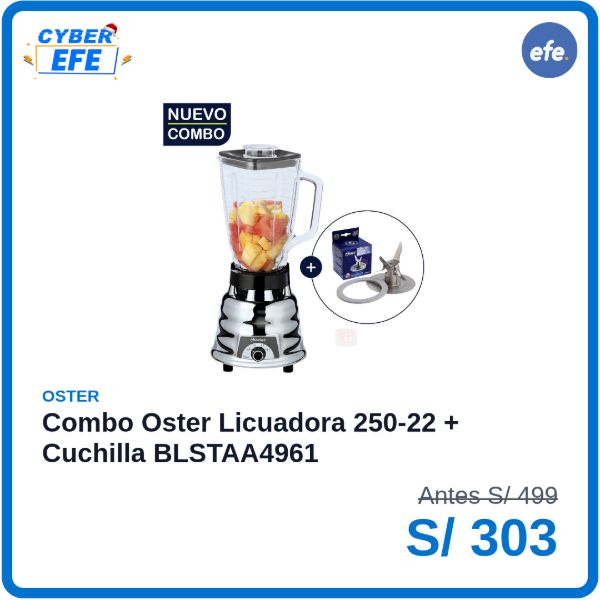 CYBER
EFE
efe.
NUEVO
COMBO
+
OSTER
Combo Oster Licuadora 250-22 +
Cuchilla BLSTAA4961
Antes S/ 499
S/ 303